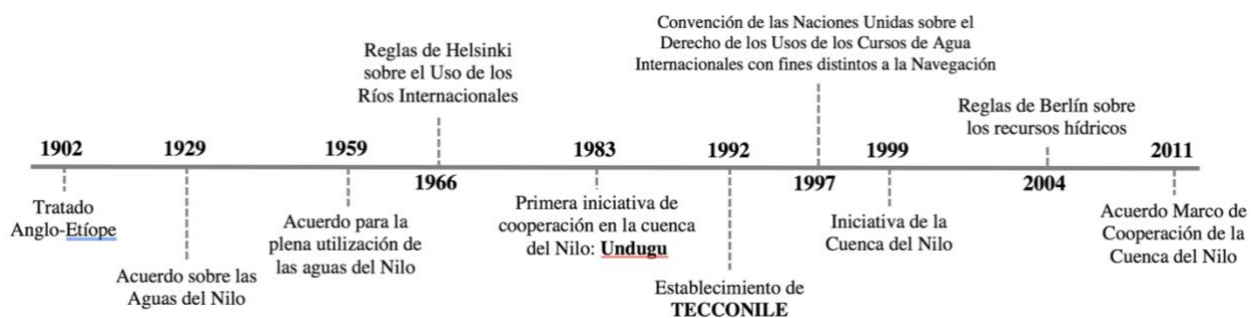 Convención de las Naciones Unidas sobre el
Derecho de los Usos de los Cursos de Agua
Internacionales con fines distintos a la Navegación
Reglas de Helsinki
sobre el Uso de los
Ríos Internacionales
Reglas de Berlín sobre
los recursos hídricos
1902
1929
1959
1983
1992
1999
2011
1966
1997
2004
Tratado
Anglo-Etíope
Acuerdo sobre las
Aguas del Nilo
Acuerdo para la
plena utilización de
las aguas del Nilo
Primera iniciativa de
cooperación en la cuenca
del Nilo: Undugu
Establecimiento de
TECCONILE
Iniciativa de la
Cuenca del Nilo
Acuerdo Marco de
Cooperación de la
Cuenca del Nilo